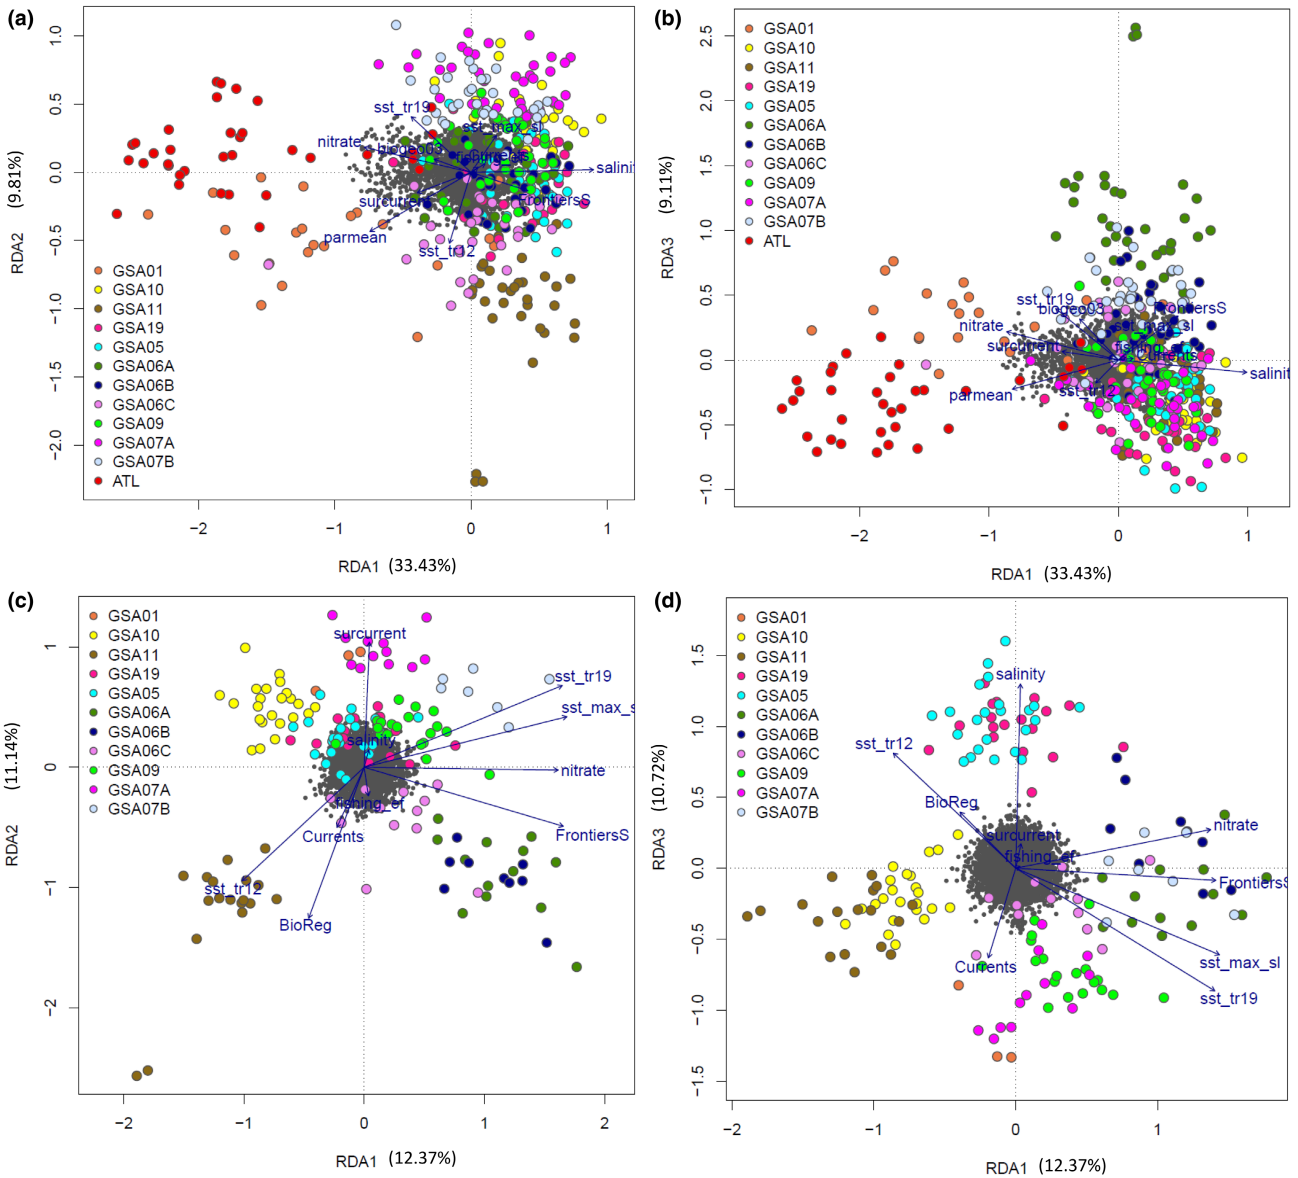 (a)
1.0
0.5
0.0
−0.5
−1.0
−1.5
−2.0
RDA2 (9.81%)
sst_tr19
sst_max_sl
nitrate
biogeo03
Currents
salinit
surcurrent
FrontiersS
parmean
sst_tr12
GSA01
GSA10
GSA11
GSA19
GSA05
GSA06A
GSA06B
GSA06C
GSA09
GSA07A
GSA07B
ATL
−2 −1 0 1
RDA1 (33.43%)
(b)
2.5
2.0
1.5
1.0
0.5
0.0
−0.5
−1.0
RDA3 (9.11%)
GSA01
GSA10
GSA11
GSA19
GSA05
GSA06A
GSA06B
GSA06C
GSA09
GSA07A
GSA07B
ATL
sst_tr19
biogeo03
FrontiersS
nitrate
sst_max_sl
surcurrent
fishing_ef
Currents
salinit
parmean
sst_tr12
−2 −1 0 1
RDA1 (33.43%)
(c)
1
0
−1
−2
RDA2 (11.14%)
GSA01
GSA10
GSA11
GSA19
GSA05
GSA06A
GSA06B
GSA06C
GSA09
GSA07A
GSA07B
surcurrent
sst_tr19
sst_max_s
salinity
nitrate
fishing_ef
Currents
FrontiersS
sst_tr12
BioReg
−2 −1 0 1 2
RDA1 (12.37%)
(d)
1.5
1.0
0.5
0.0
−0.5
−1.0
−1.5
RDA3 (10.72%)
GSA01
GSA10
GSA11
GSA19
GSA05
GSA06A
GSA06B
GSA06C
GSA09
GSA07A
GSA07B
salinity
sst_tr12
BioReg
surcurrent
nitrate
fishing_ef
FrontiersS
Currents
sst_max_sl
sst_tr19
−2 −1 0 1
RDA1 (12.37%)